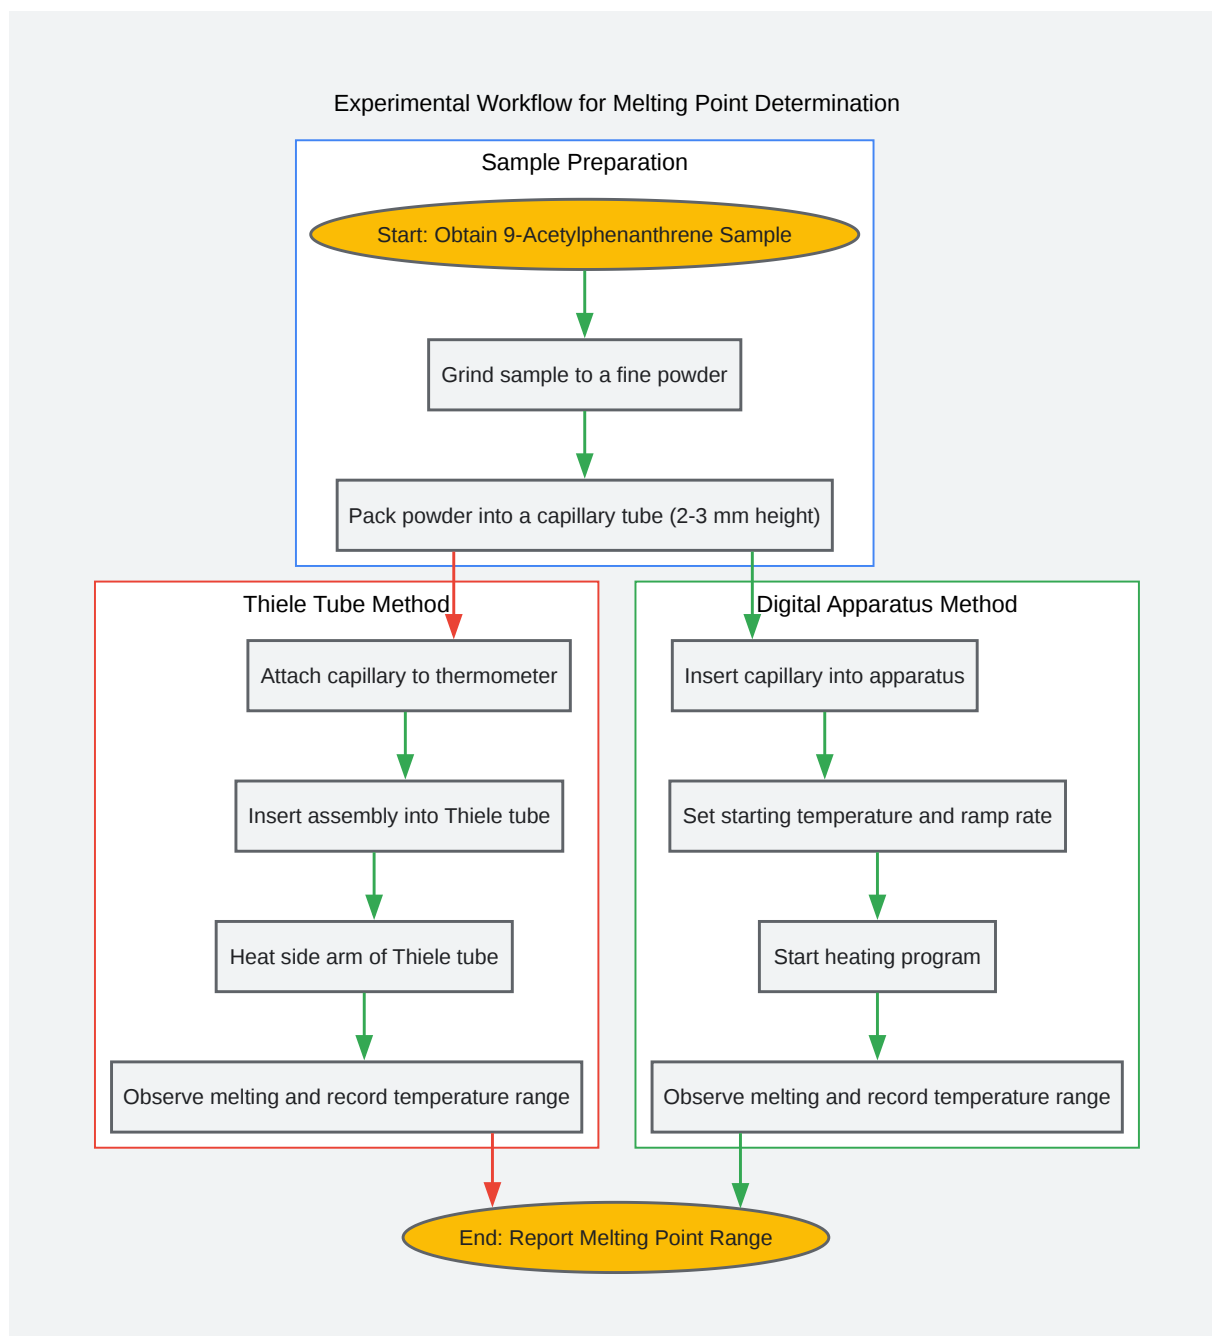 Experimental Workflow for Melting Point Determination
Sample Preparation
Start: Obtain 9-Acetylphenanthrene Sample
Grind sample to a fine powder
Pack powder into a capillary tube (2-3 mm height)
Thiele Tube Method
Attach capillary to thermometer
Insert assembly into Thiele tube
Heat side arm of Thiele tube
Observe melting and record temperature range
Digital Apparatus Method
Insert capillary into apparatus
Set starting temperature and ramp rate
Start heating program
Observe melting and record temperature range
End: Report Melting Point Range